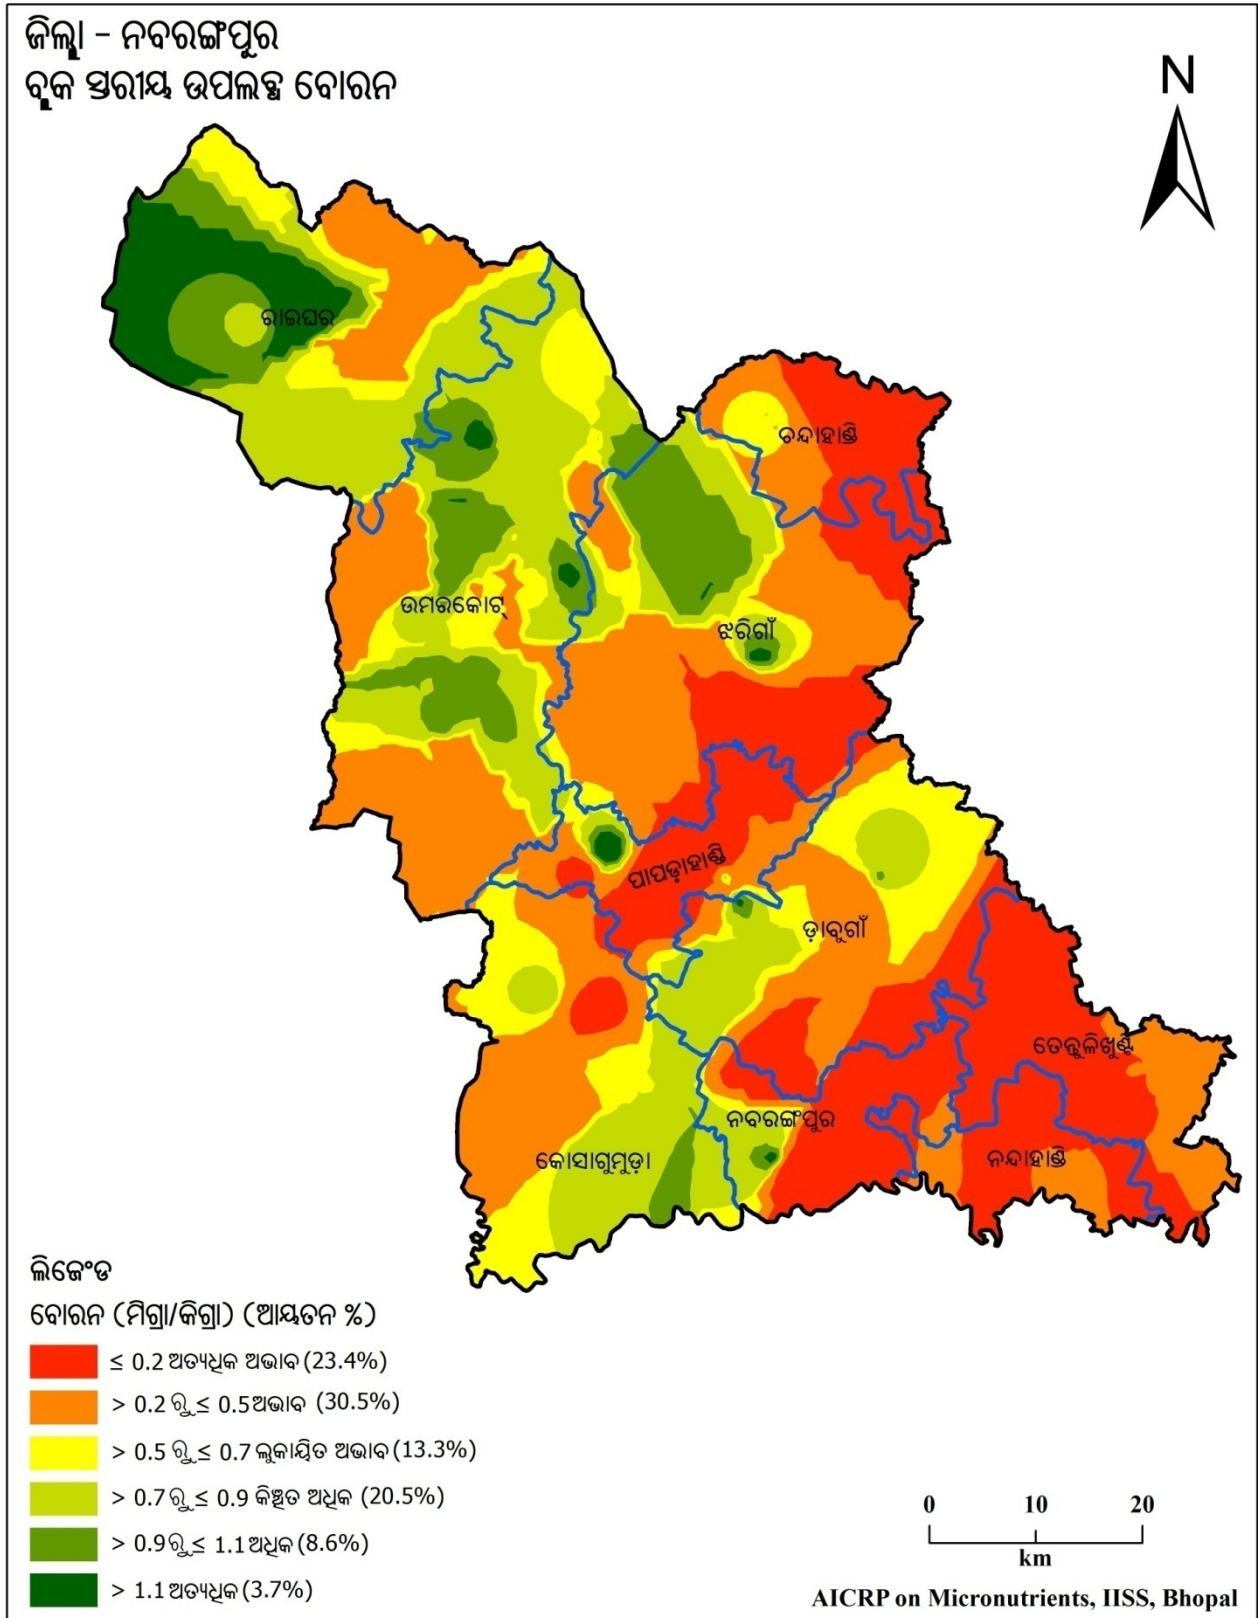 ଜିଲ୍ଲା – ନବରଙ୍ଗପୁର
ବ୍ଲକ ସ୍ତରୀୟ ଉପଲବ୍ଧ ବୋରନ
N
ରାଇଘର
ଚନ୍ଦାହାଣ୍ଡି
ଉମରକୋଟ୍
ଝରିଗାଁ
ପାପଡ଼ାହାଣ୍ଡି
ଡ଼ାବୁଗାଁ
ତେନ୍ତୁଳିଖୁଣ୍ଟି
ନବରଙ୍ଗପୁର
କୋସାଗୁମୁଡ଼ା
ନନ୍ଦାହାଣ୍ଡି
ଲିଜେଂଡ
ବୋରନ (ମିଗ୍ରା/କିଗ୍ରା) (ଆୟତନ %)
≤ 0.2 ଅତ୍ୟଧିକ ଅଭାବ (23.4%)
> 0.2 ରୁ ≤ 0.5 ଅଭାବ (30.5%)
> 0.5 ରୁ ≤ 0.7 ଲୁକାୟିତ ଅଭାବ (13.3%)
> 0.7 ରୁ ≤ 0.9 କିଞ୍ଚିତ ଅଧିକ (20.5%)
> 0.9 ରୁ ≤ 1.1 ଅଧିକ (8.6%)
> 1.1 ଅତ୍ୟଧିକ (3.7%)
0 10 20
km
AICRP on Micronutrients, IISS, Bhopal